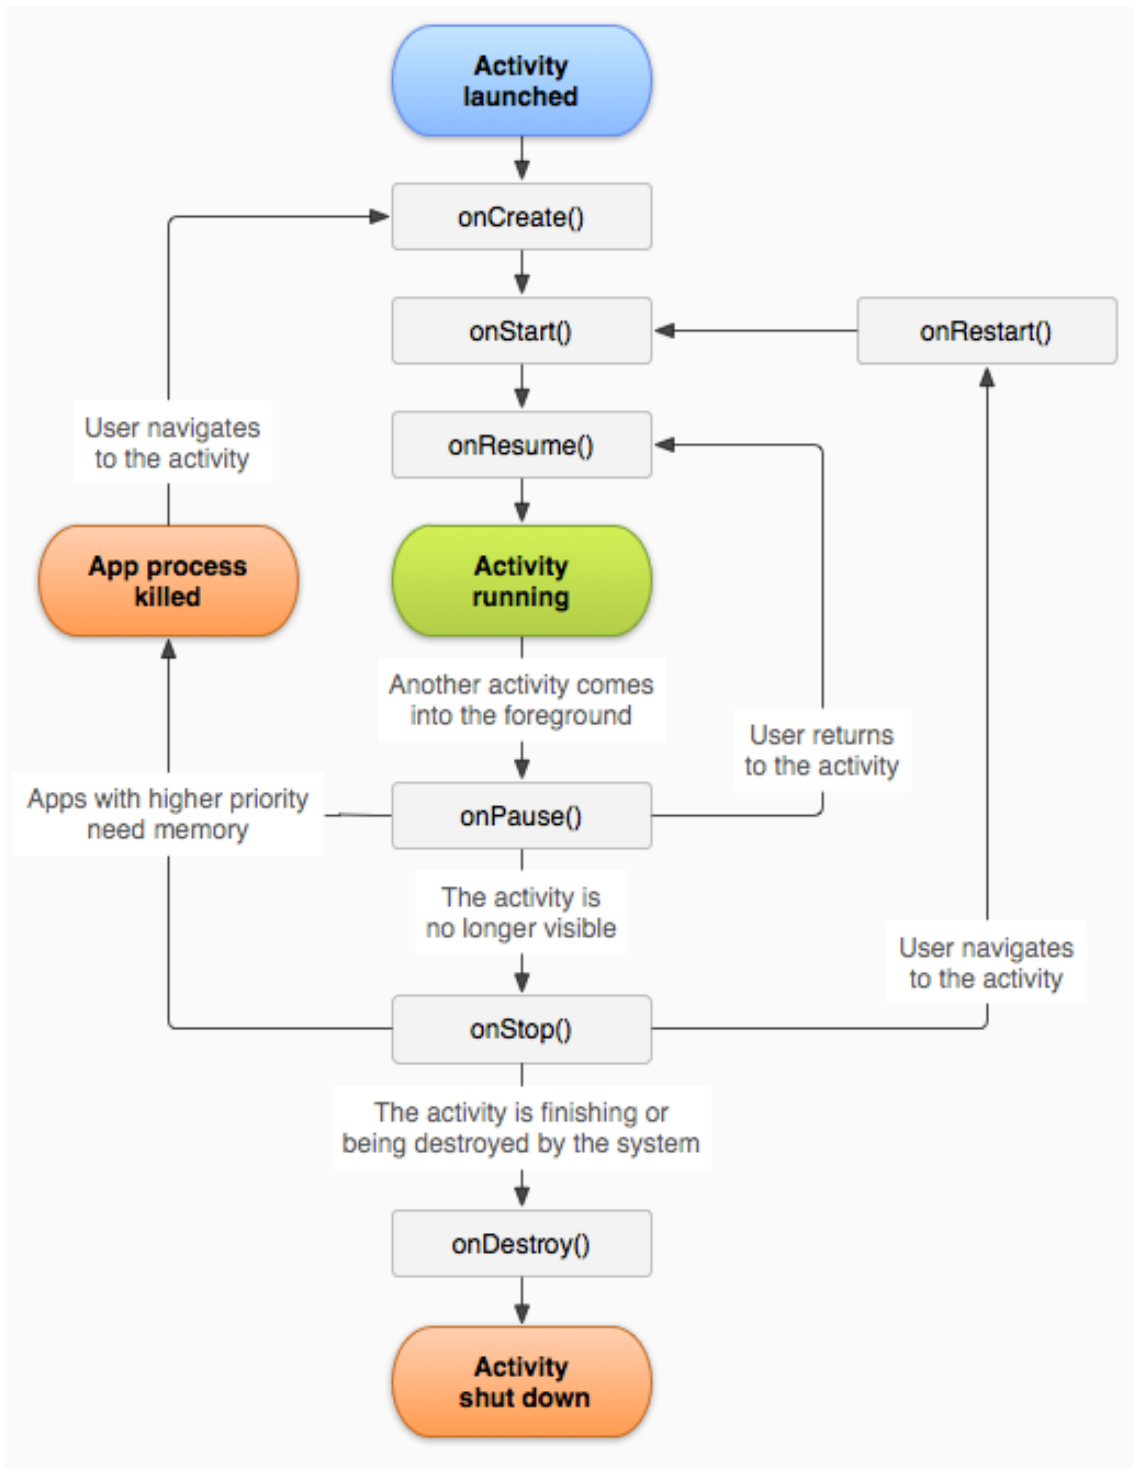 Activity
launched
onCreate()
onStart()
onRestart()
User navigates
to the activity
onResume()
App process
killed
Activity
running
Another activity comes
into the foreground
User returns
to the activity
Apps with higher priority
need memory
onPause()
The activity is
no longer visible
User navigates
to the activity
onStop()
The activity is finishing or
being destroyed by the system
onDestroy()
Activity
shut down